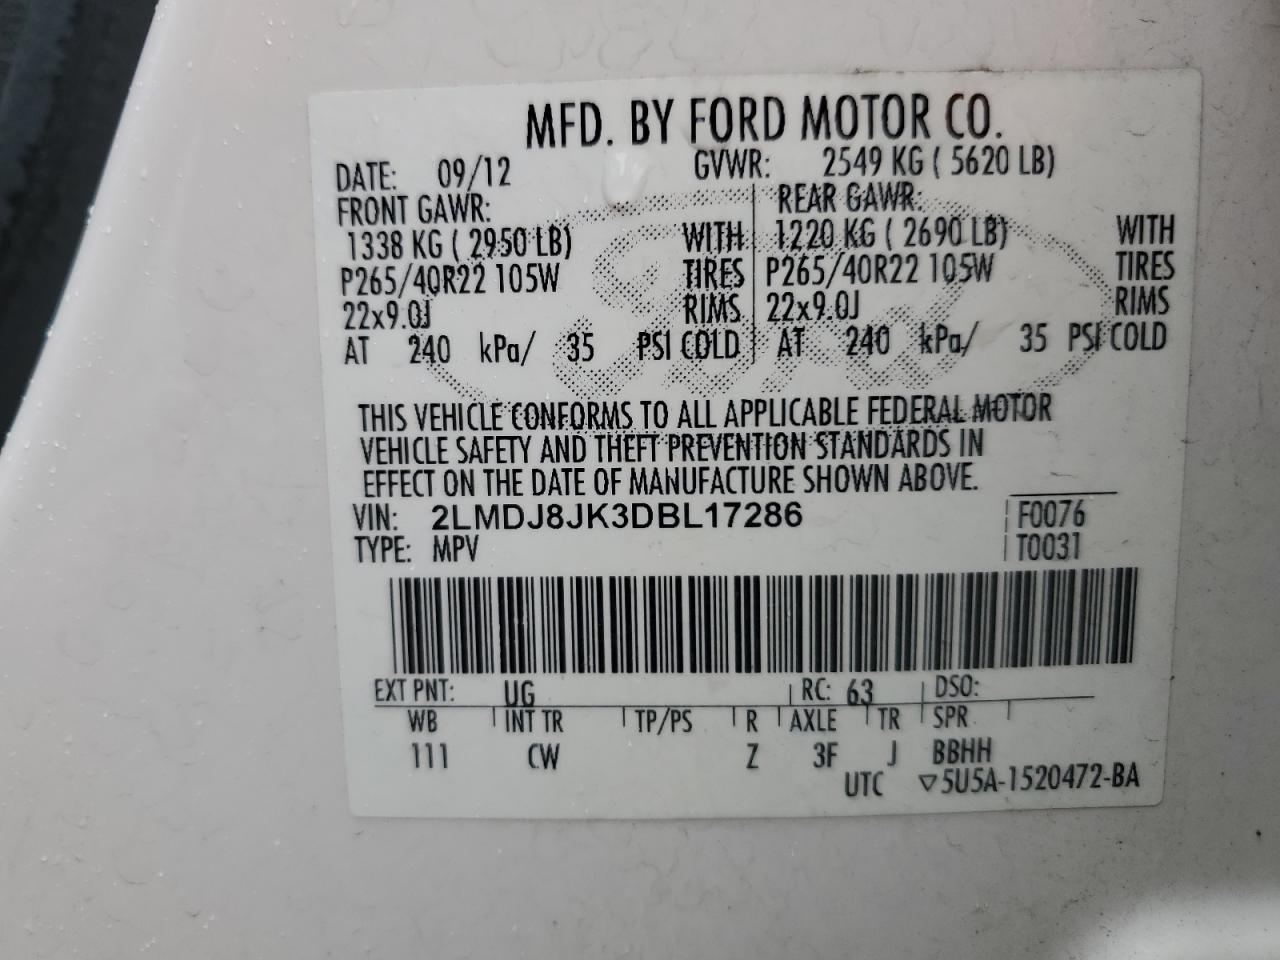 MFD. BY FORD MOTOR CO.
DATE: 09/12 GVWR: 2549 KG ( 5620 LB)
FRONT GAWR: REAR GAWR:
1338 KG ( 2950 LB) WITH 1220 KG ( 2690 LB) WITH
P265/40R22 105W TIRES P265/40R22 105W TIRES
22x9.0J RIMS 22x9.0J RIMS
AT 240 kPa/ 35 PSI COLD AT 240 kPa/ 35 PSI COLD
Ford
THIS VEHICLE CONFORMS TO ALL APPLICABLE FEDERAL MOTOR
VEHICLE SAFETY AND THEFT PREVENTION STANDARDS IN
EFFECT ON THE DATE OF MANUFACTURE SHOWN ABOVE.
VIN: 2LMDJ8JK3DBL17286 F0076
TYPE: MPV T0031
EXT PNT: UG RC: 63 DSO:
WB INT TR TP/PS R AXLE TR SPR
111 CW Z 3F J BBHH
UTC ▽5U5A-1520472-BA